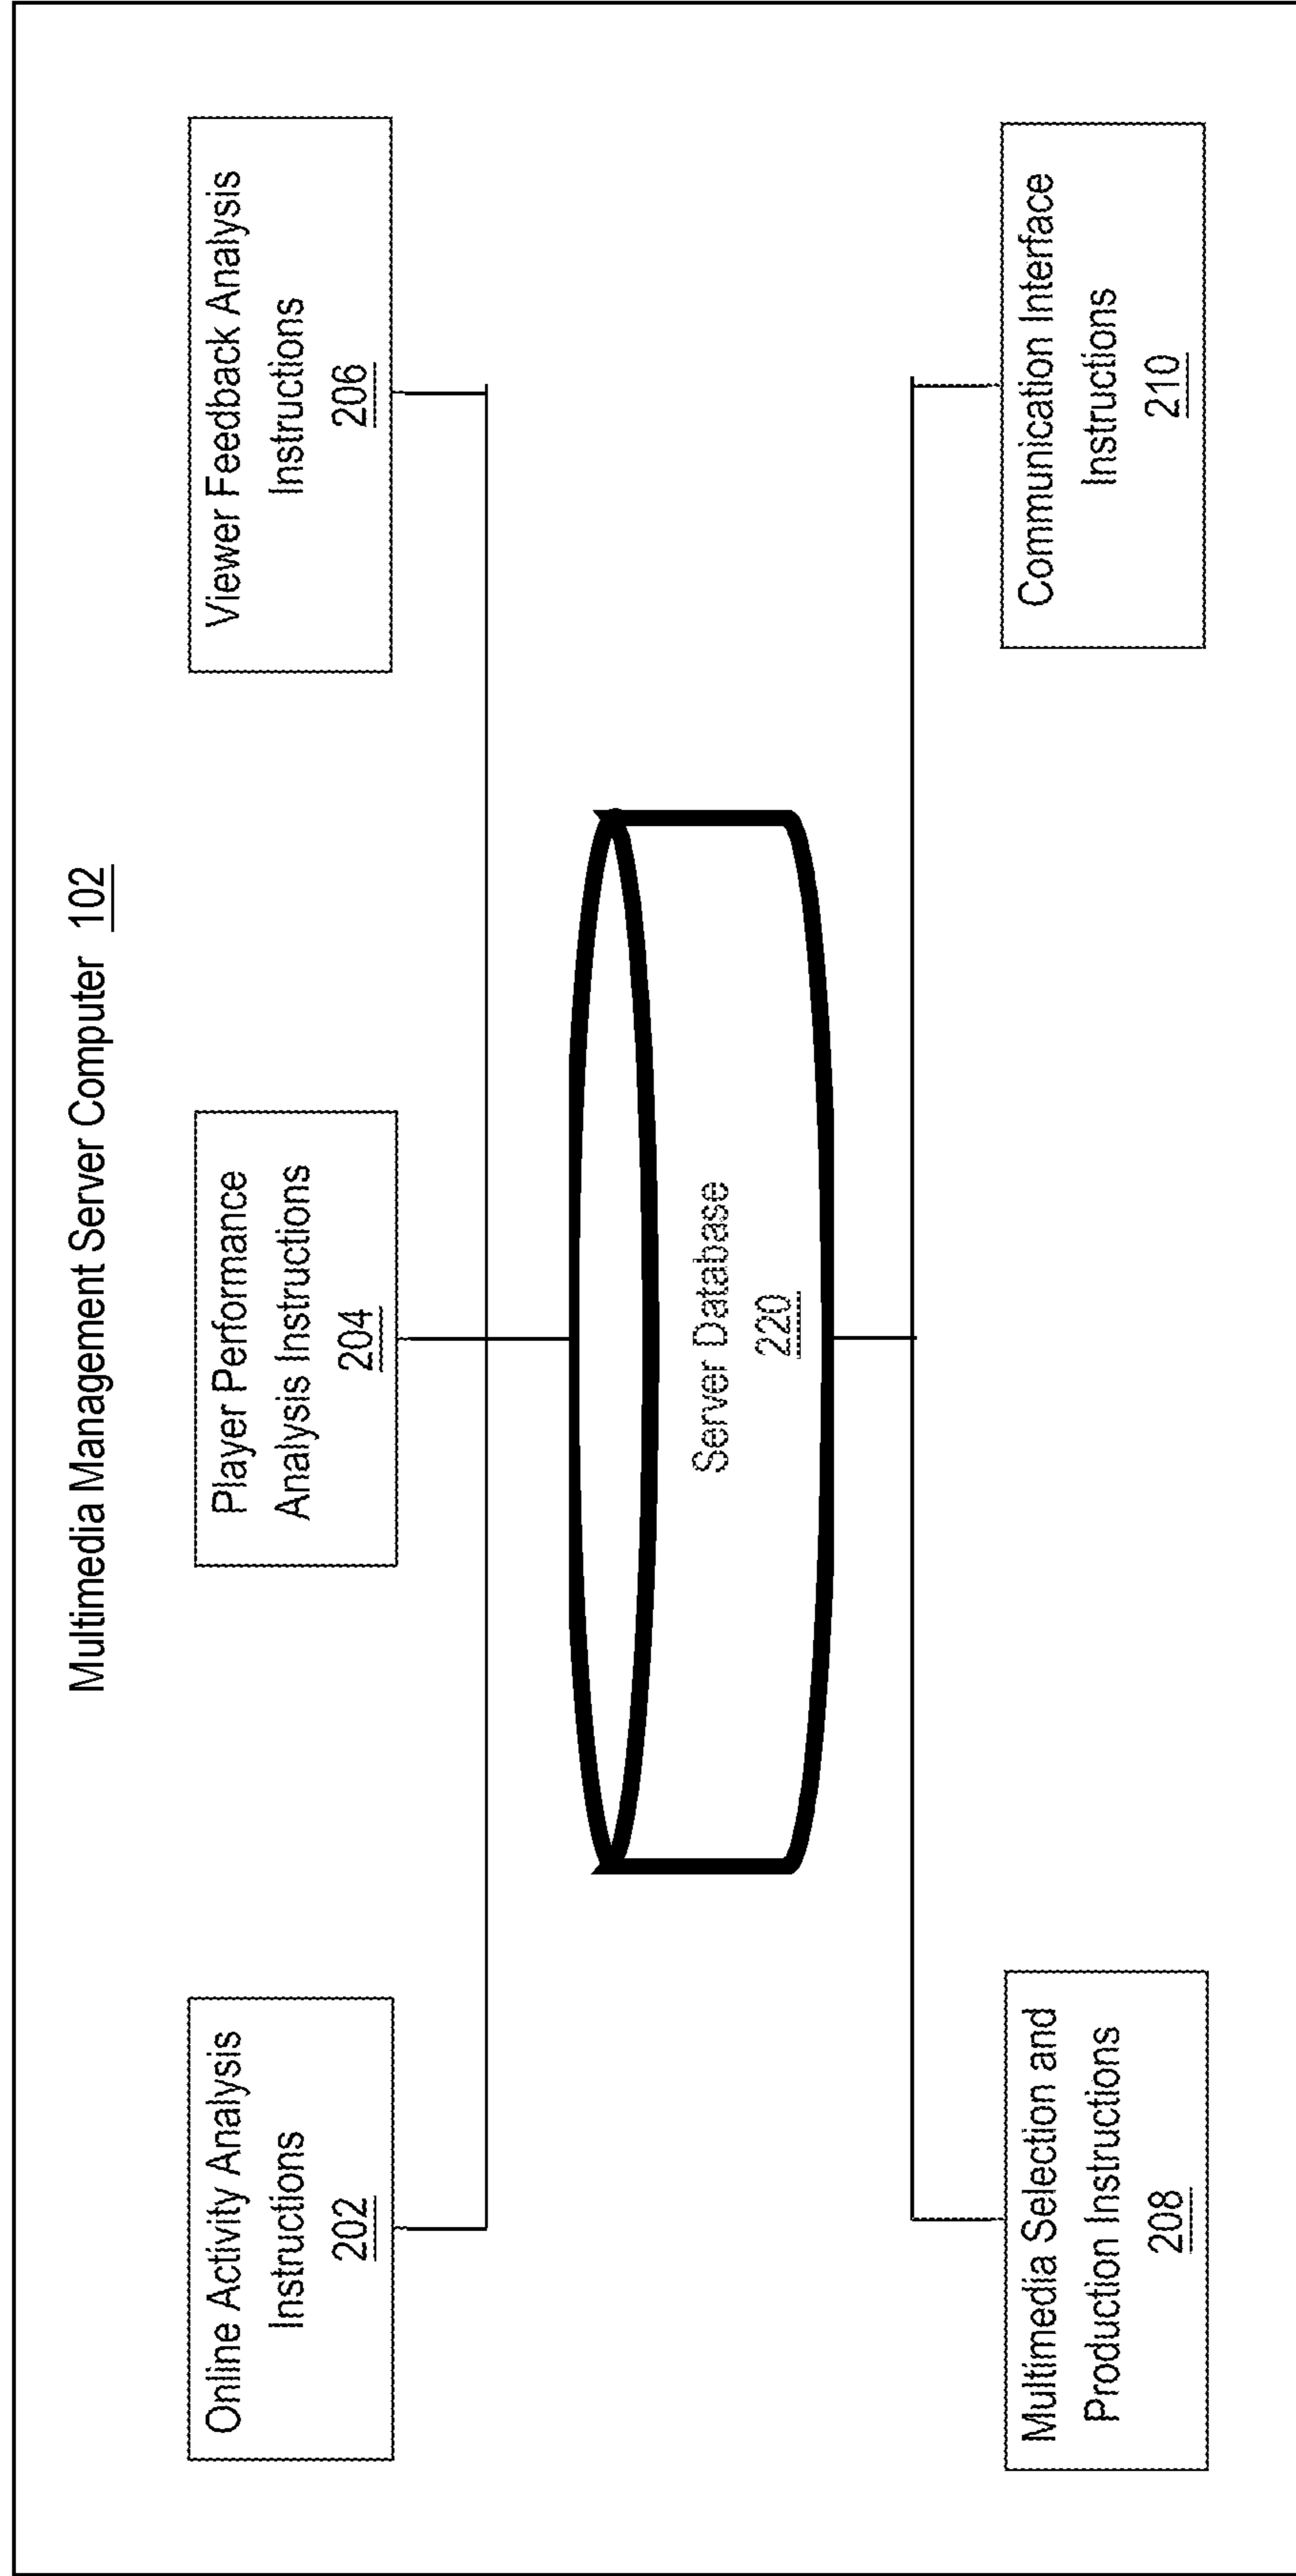 Multimedia Management Server Computer 102
Online Activity Analysis
Instructions
202
Player Performance
Analysis Instructions
204
Viewer Feedback Analysis
Instructions
206
Server Database
220
Multimedia Selection and
Production Instructions
208
Communication Interface
Instructions
210